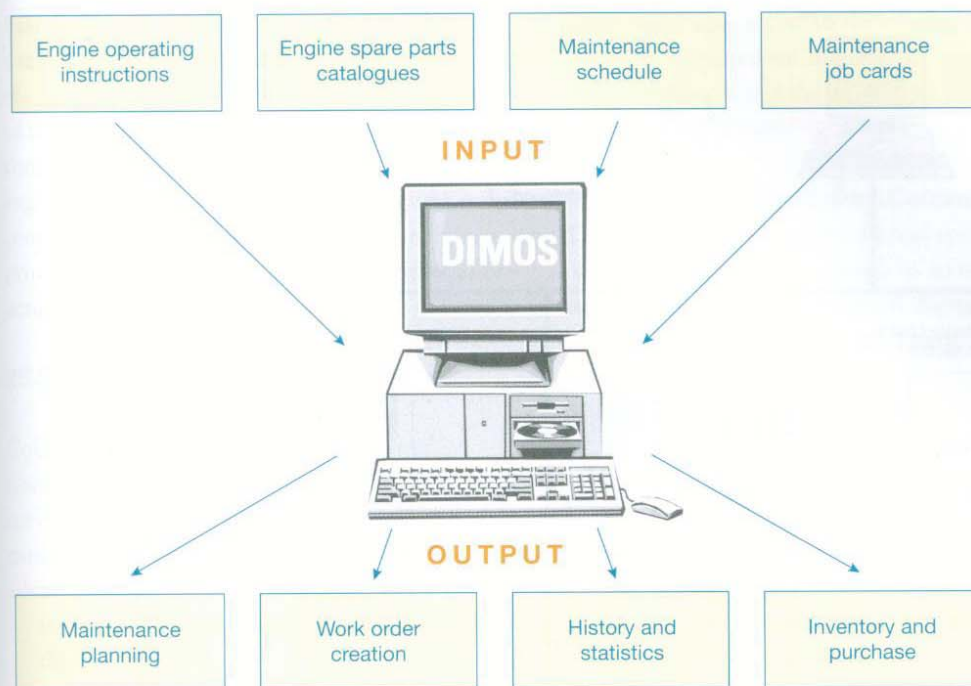 Engine operating
instructions
Engine spare parts
catalogues
Maintenance
schedule
Maintenance
job cards
INPUT
DIMOS
OUTPUT
Maintenance
planning
Work order
creation
History and
statistics
Inventory and
purchase